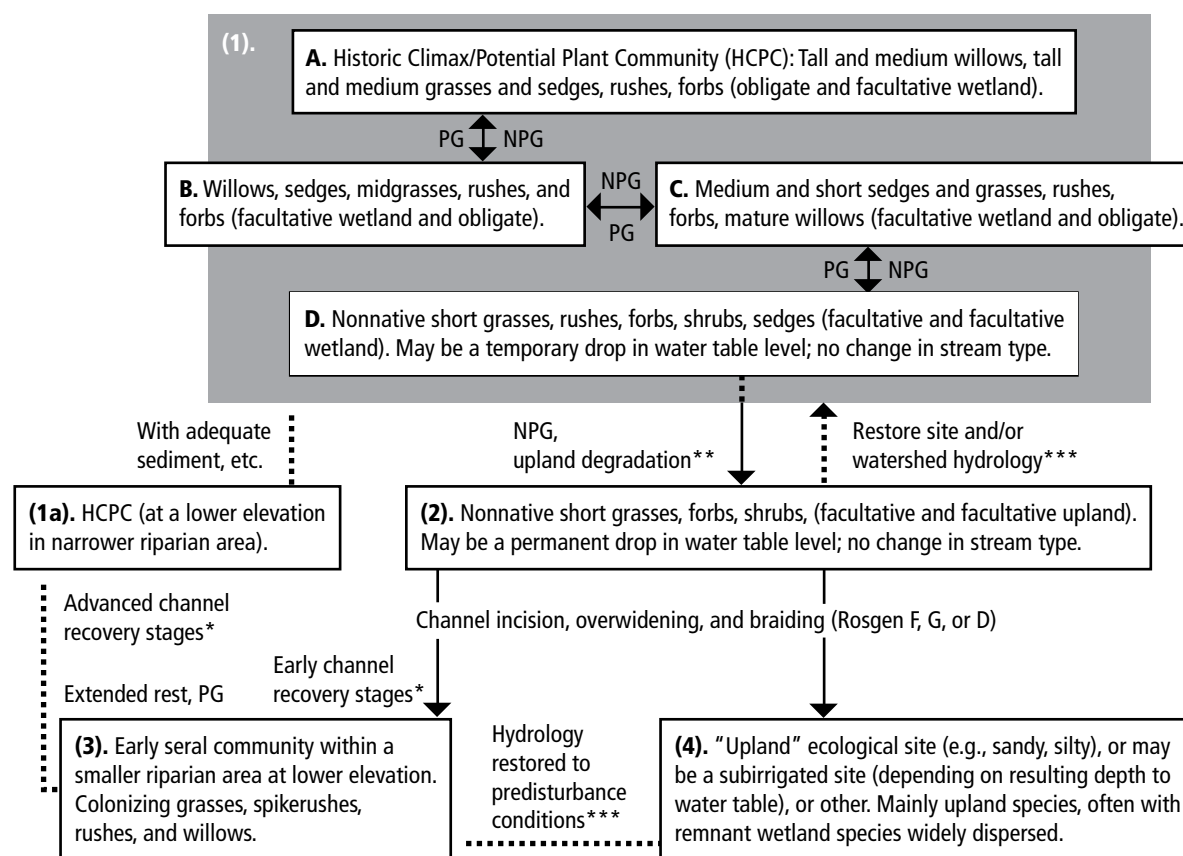 (1).
A. Historic Climax/Potential Plant Community (HCPC): Tall and medium willows, tall
and medium grasses and sedges, rushes, forbs (obligate and facultative wetland).
PG NPG
B. Willows, sedges, midgrasses, rushes, and
forbs (facultative wetland and obligate).
NPG
PG
C. Medium and short sedges and grasses, rushes,
forbs, mature willows (facultative wetland and obligate).
PG NPG
D. Nonnative short grasses, rushes, forbs, shrubs, sedges (facultative and facultative
wetland). May be a temporary drop in water table level; no change in stream type.
With adequate
sediment, etc.
NPG,
upland degradation**
Restore site and/or
watershed hydrology***
(1a). HCPC (at a lower elevation
in narrower riparian area).
(2). Nonnative short grasses, forbs, shrubs, (facultative and facultative upland).
May be a permanent drop in water table level; no change in stream type.
Advanced channel
recovery stages*
Channel incision, overwidening, and braiding (Rosgen F, G, or D)
Extended rest, PG
Early channel
recovery stages*
(3). Early seral community within a
smaller riparian area at lower elevation.
Colonizing grasses, spikerushes,
rushes, and willows.
Hydrology
restored to
predisturbance
conditions***
(4). "Upland" ecological site (e.g., sandy, silty), or may
be a subirrigated site (depending on resulting depth to
water table), or other. Mainly upland species, often with
remnant wetland species widely dispersed.